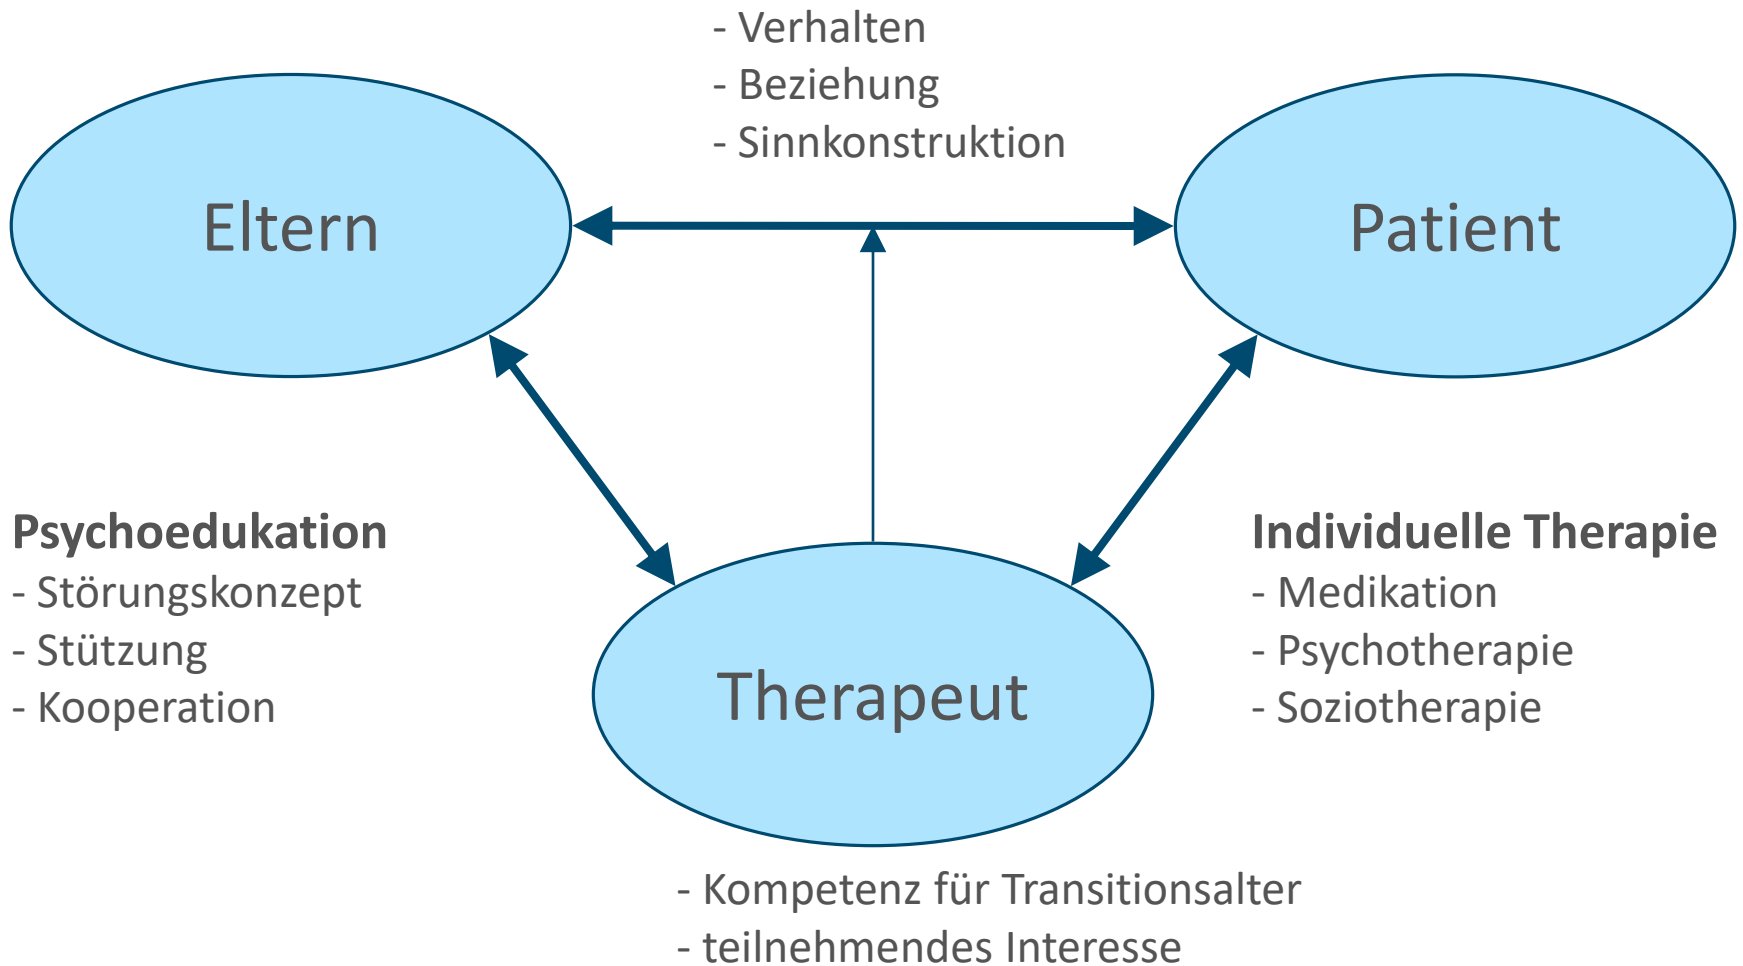 - Verhalten
- Beziehung
- Sinnkonstruktion
Eltern
Patient
Psychoedukation
- Störungskonzept
- Stützung
- Kooperation
Individuelle Therapie
- Medikation
- Psychotherapie
- Soziotherapie
Therapeut
- Kompetenz für Transitionsalter
- teilnehmendes Interesse